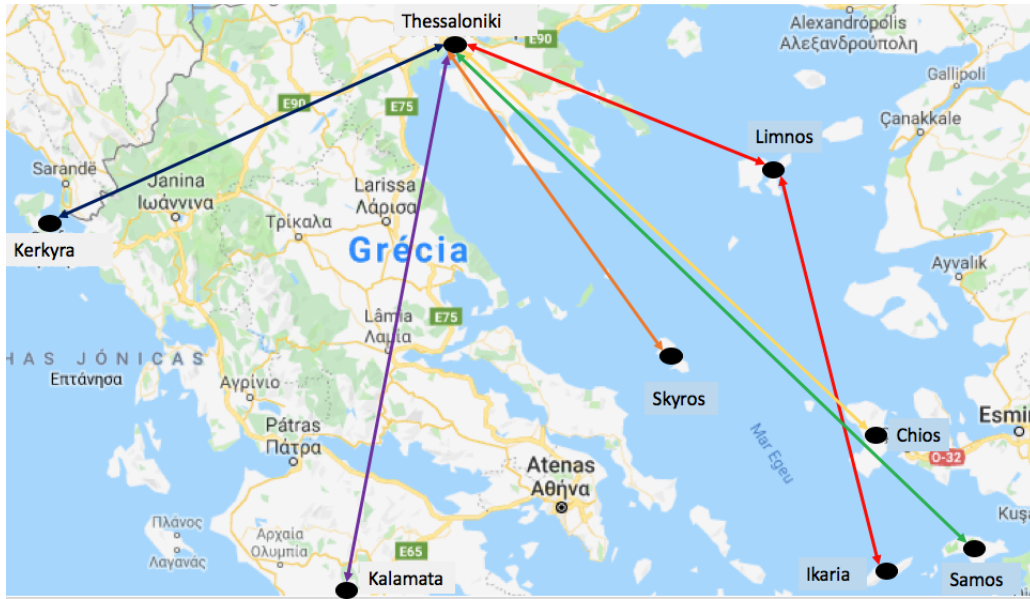 Thessaloniki
E90
Alexandrópolis
Αλεξανδρούπολη
Gallipoli
Çanakkale
E90
E75
Limnos
Sarandë
Janina
Ιωάννινα
Larissa
Λάρισα
Τρίκαλα
Kerkyra
Grécia
Ayvalık
Lâmia
Λαμία
E75
HAS JÓNICAS
Επτάνησα
Αγρίνιο
Skyros
Pátras
Πάτρα
Mar Egeu
Chios
Esmir
O-32
Atenas
Αθήνα
Πλάνος
Λαγανάς
Αρχαία
Ολυμπία
E65
Kalamata
Kuşa
Ikaria
Samos